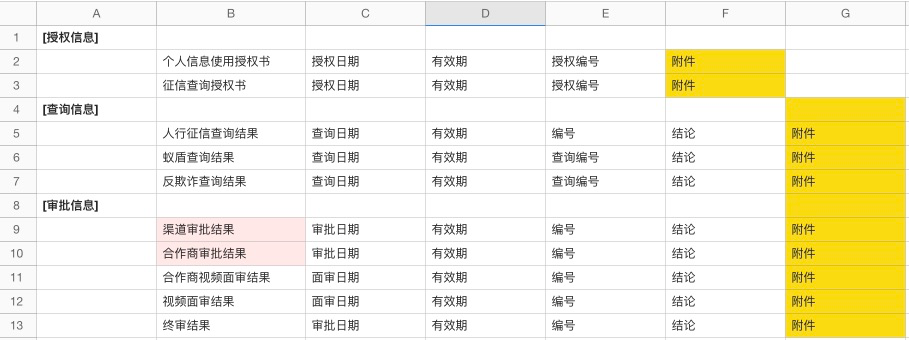 A B C D E F G
1 [授权信息]
2 个人信息使用授权书 授权日期 有效期 授权编号 附件
3 征信查询授权书 授权日期 有效期 授权编号 附件
4 [查询信息]
5 人行征信查询结果 查询日期 有效期 编号 结论 附件
6 蚁盾查询结果 查询日期 有效期 查询编号 结论 附件
7 反欺诈查询结果 查询日期 有效期 查询编号 结论 附件
8 [审批信息]
9 渠道审批结果 审批日期 有效期 编号 结论 附件
10 合作商审批结果 审批日期 有效期 编号 结论 附件
11 合作商视频面审结果 面审日期 有效期 编号 结论 附件
12 视频面审结果 面审日期 有效期 编号 结论 附件
13 终审结果 审批日期 有效期 编号 结论 附件